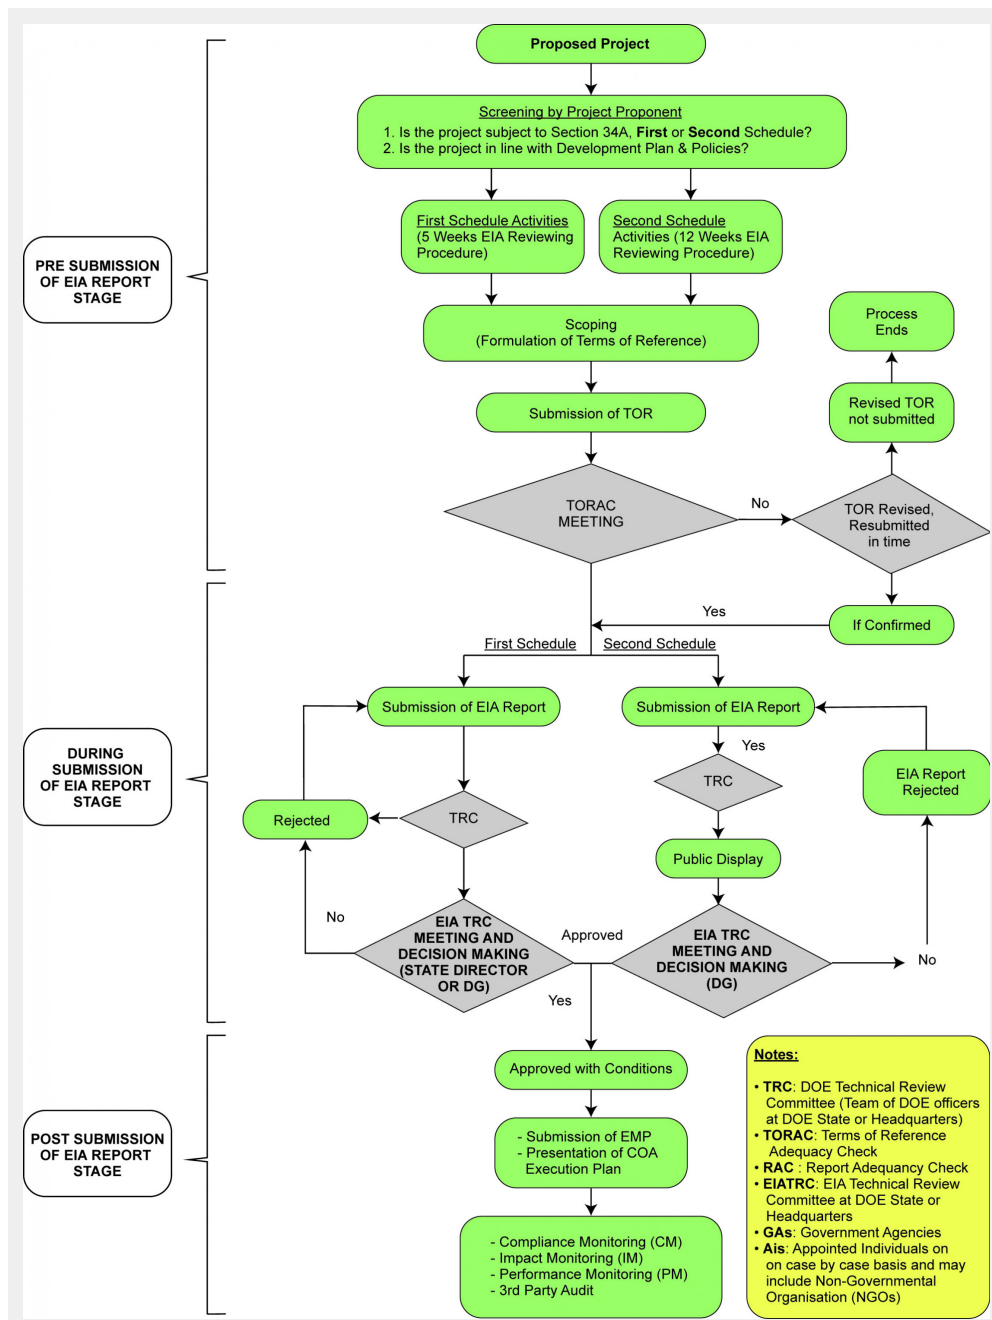 Proposed Project
Screening by Project Proponent
1. Is the project subject to Section 34A, First or Second Schedule?
2. Is the project in line with Development Plan & Policies?
First Schedule Activities
(5 Weeks EIA Reviewing
Procedure)
Second Schedule
Activities (12 Weeks EIA
Reviewing Procedure)
PRE SUBMISSION
OF EIA REPORT
STAGE
Scoping
(Formulation of Terms of Reference)
Process
Ends
Submission of TOR
Revised TOR
not submitted
TORAC
MEETING
No
TOR Revised,
Resubmitted
in time
Yes
If Confirmed
First Schedule
Second Schedule
Submission of EIA Report
Submission of EIA Report
Yes
DURING
SUBMISSION
OF EIA REPORT
STAGE
TRC
EIA Report
Rejected
Rejected
TRC
Public Display
No
EIA TRC
MEETING AND
DECISION MAKING
(STATE DIRECTOR
OR DG)
Approved
EIA TRC
MEETING AND
DECISION MAKING
(DG)
No
Yes
Approved with Conditions
POST SUBMISSION
OF EIA REPORT
STAGE
- Submission of EMP
- Presentation of COA
Execution Plan
- Compliance Monitoring (CM)
- Impact Monitoring (IM)
- Performance Monitoring (PM)
- 3rd Party Audit
Notes:
• TRC: DOE Technical Review
Committee (Team of DOE officers
at DOE State or Headquarters)
• TORAC: Terms of Reference
Adequacy Check
• RAC : Report Adequancy Check
• EIATRC: EIA Technical Review
Committee at DOE State or
Headquarters
• GAs: Government Agencies
• Ais: Appointed Individuals on
on case by case basis and may
include Non-Governmental
Organisation (NGOs)